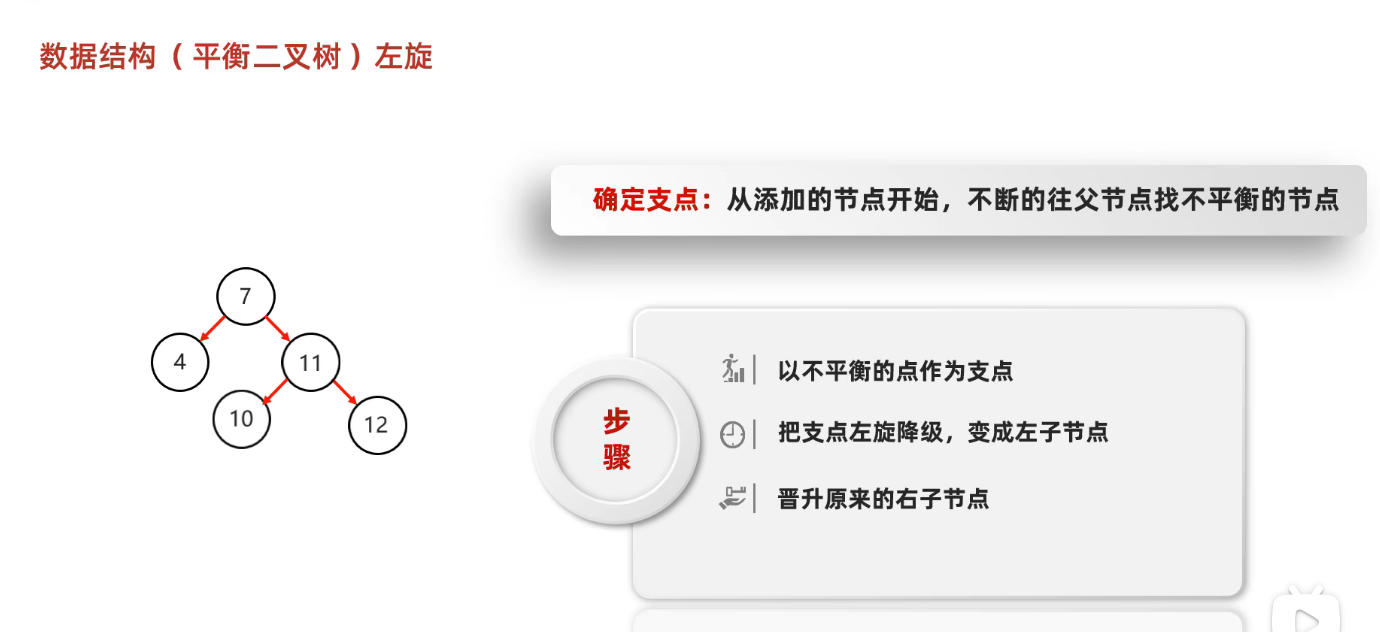 数据结构（平衡二叉树）左旋
确定支点：从添加的节点开始，不断的往父节点找不平衡的节点
7
4
11
10
12
步
骤
以不平衡的点作为支点
把支点左旋降级，变成左子节点
晋升原来的右子节点